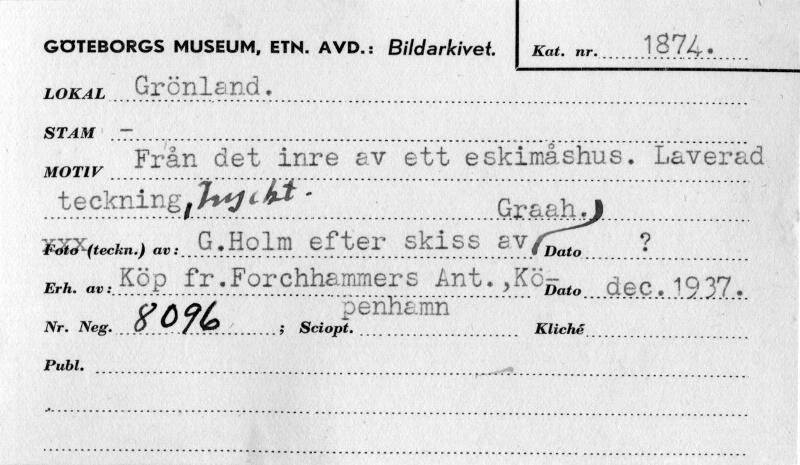 GÖTEBORGS MUSEUM, ETN. AVD.: Bildarkivet. Kat. nr. 1874.
LOKAL Grönland.
STAM -
MOTIV Från det inre av ett eskimåshus. Laverad
teckning,
Graah.)
xxx
Foto (teckn.) av: G.Holm efter skiss av Dato ?
Erh. av: Köp fr.Forchhammers Ant.,Kö- Dato dec.1937.
penhamn
Nr. Neg. 8096 ; Sciopt. Kliché
Publ.